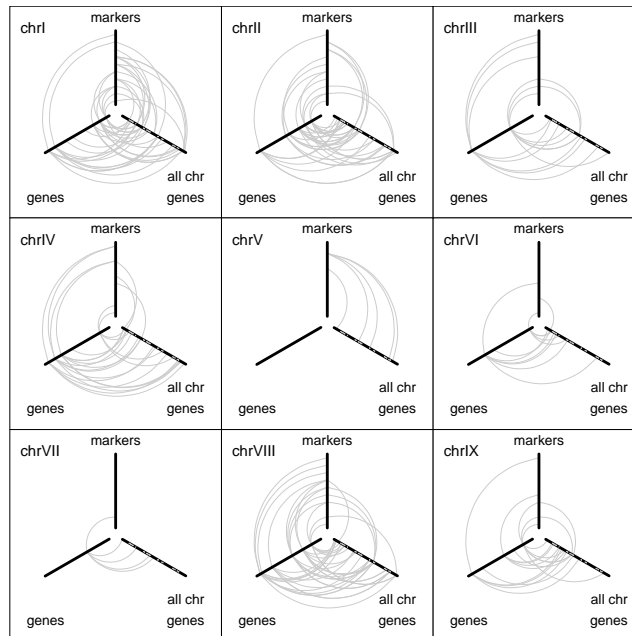 markers
chrI
genes
all chr
genes
markers
chrII
genes
all chr
genes
markers
chrIII
genes
all chr
genes
markers
chrIV
genes
all chr
genes
markers
chrV
genes
all chr
genes
markers
chrVI
genes
all chr
genes
markers
chrVII
genes
all chr
genes
markers
chrVIII
genes
all chr
genes
markers
chrIX
genes
all chr
genes